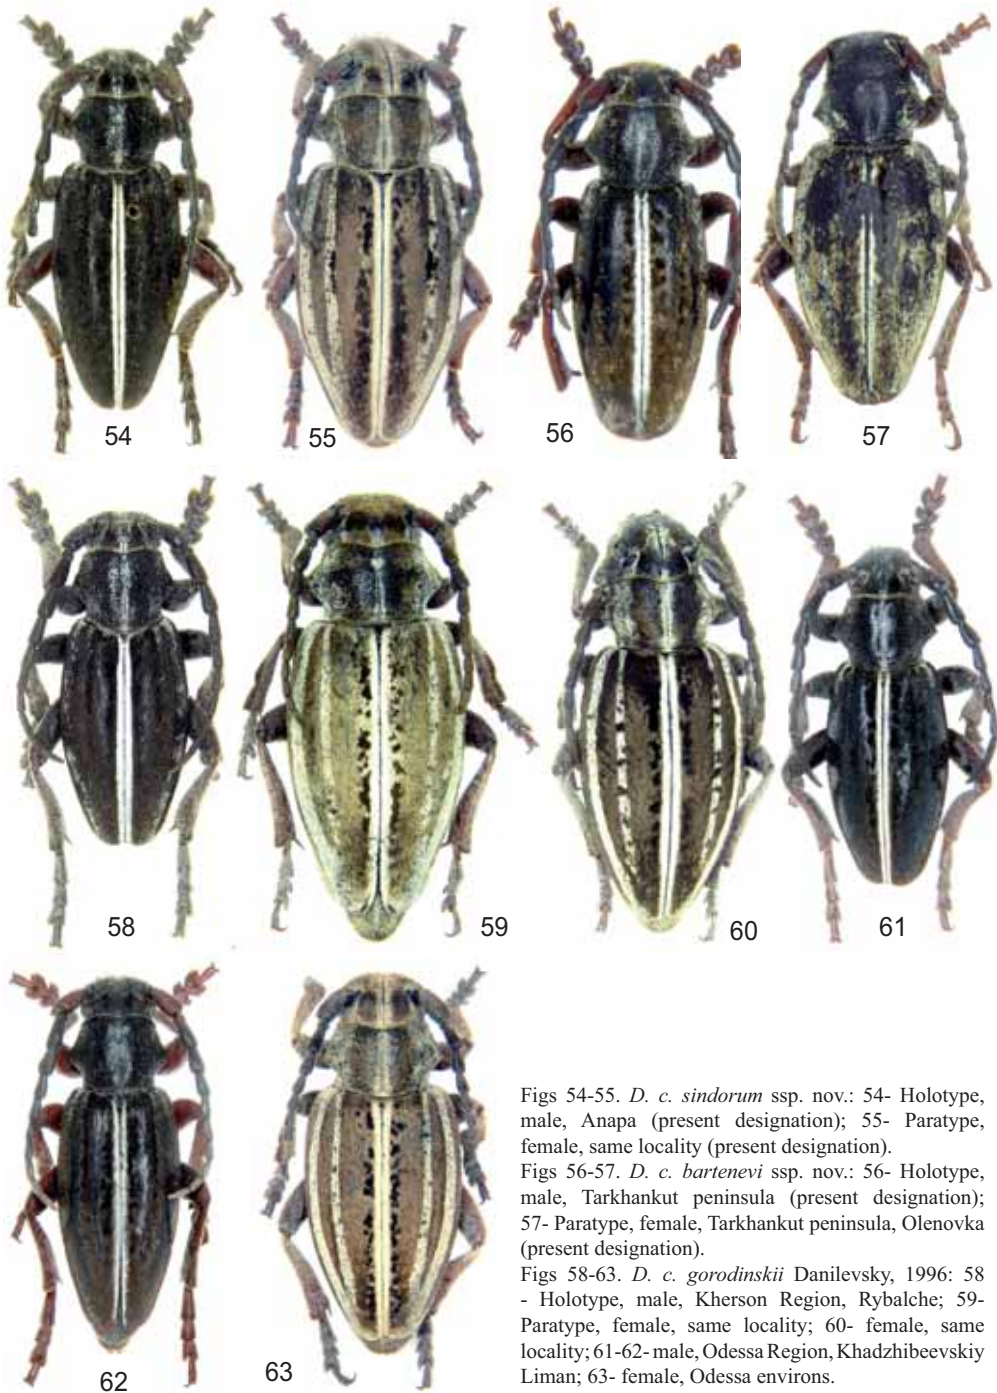 54
55
56
57
58
59
60
61
62
63
Figs 54-55. D. c. sindorum ssp. nov.: 54- Holotype,
male, Anapa (present designation); 55- Paratype,
female, same locality (present designation).
Figs 56-57. D. c. bartenevi ssp. nov.: 56- Holotype,
male, Tarkhankut peninsula (present designation);
57- Paratype, female, Tarkhankut peninsula, Olenovka
(present designation).
Figs 58-63. D. c. gorodinskii Danilevsky, 1996: 58
- Holotype, male, Kherson Region, Rybalche; 59-
Paratype, female, same locality; 60- female, same
locality; 61-62- male, Odessa Region, Khadzhibeevskiy
Liman; 63- female, Odessa environs.